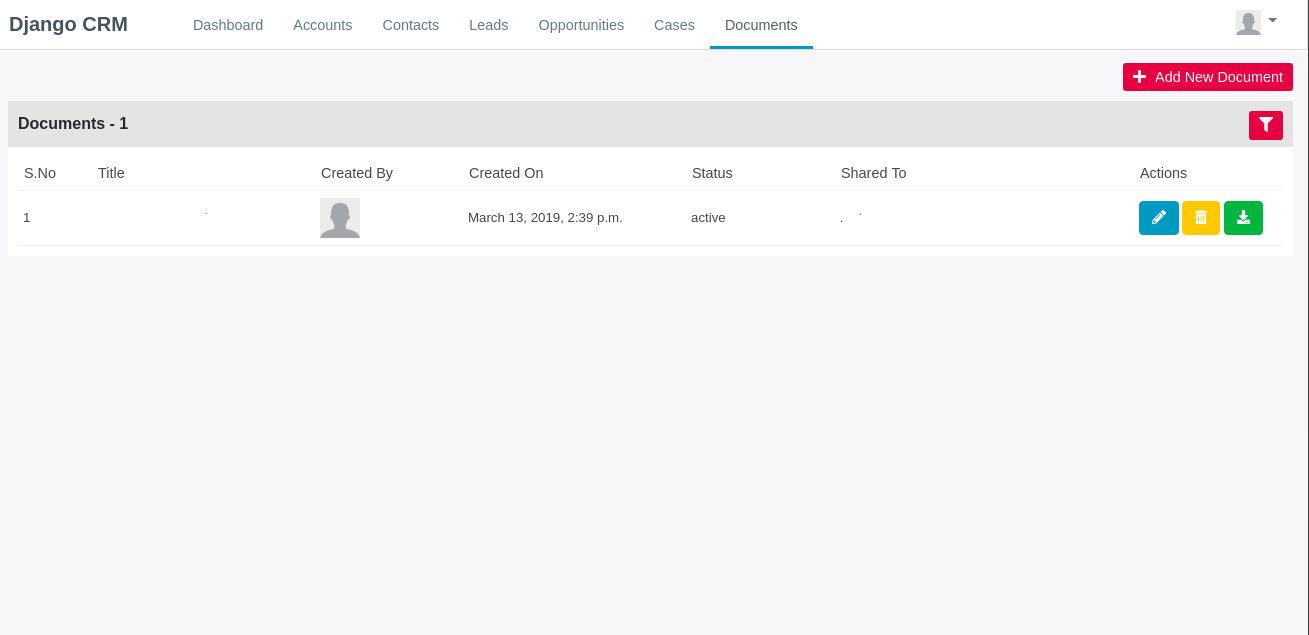 Django CRM Dashboard Accounts Contacts Leads Opportunities Cases Documents
Add New Document
Documents - 1
S.No Title Created By Created On Status Shared To Actions
1 March 13, 2019, 2:39 p.m. active